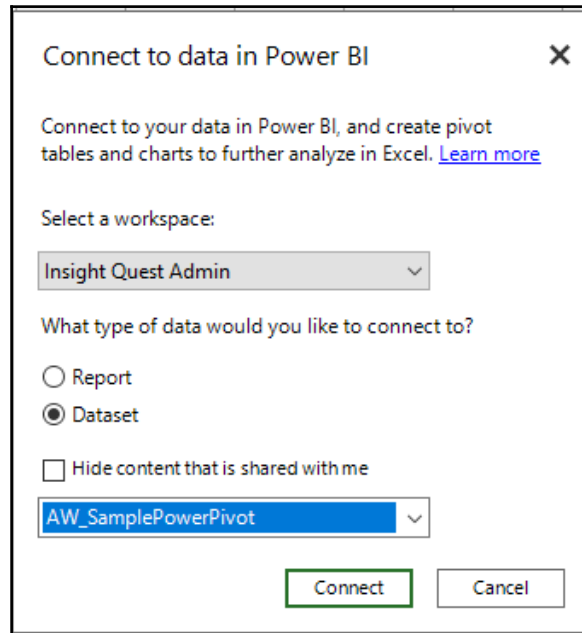 Connect to data in Power BI
Connect to your data in Power BI, and create pivot
tables and charts to further analyze in Excel. Learn more
Select a workspace:
Insight Quest Admin
What type of data would you like to connect to?
Report
Dataset
Hide content that is shared with me
AW_SamplePowerPivot
Connect Cancel